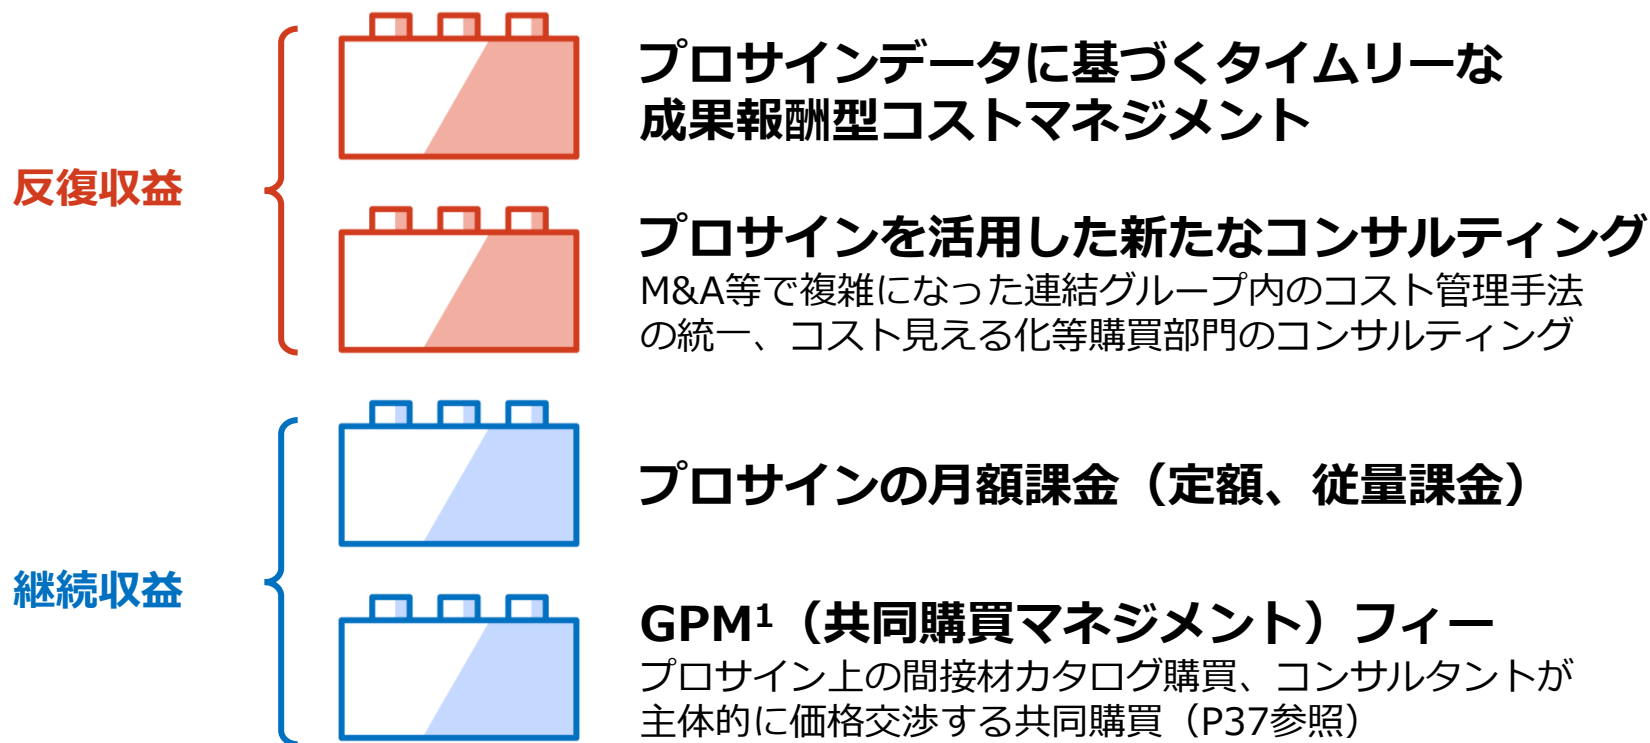 反復収益
プロサインデータに基づくタイムリーな
成果報酬型コストマネジメント
プロサインを活用した新たなコンサルティング
M&A等で複雑になった連結グループ内のコスト管理手法
の統一、コスト見える化等購買部門のコンサルティング
継続収益
プロサインの月額課金（定額、従量課金）
GPM¹（共同購買マネジメント）フィー
プロサイン上の間接材カタログ購買、コンサルタントが
主体的に価格交渉する共同購買（P37参照）